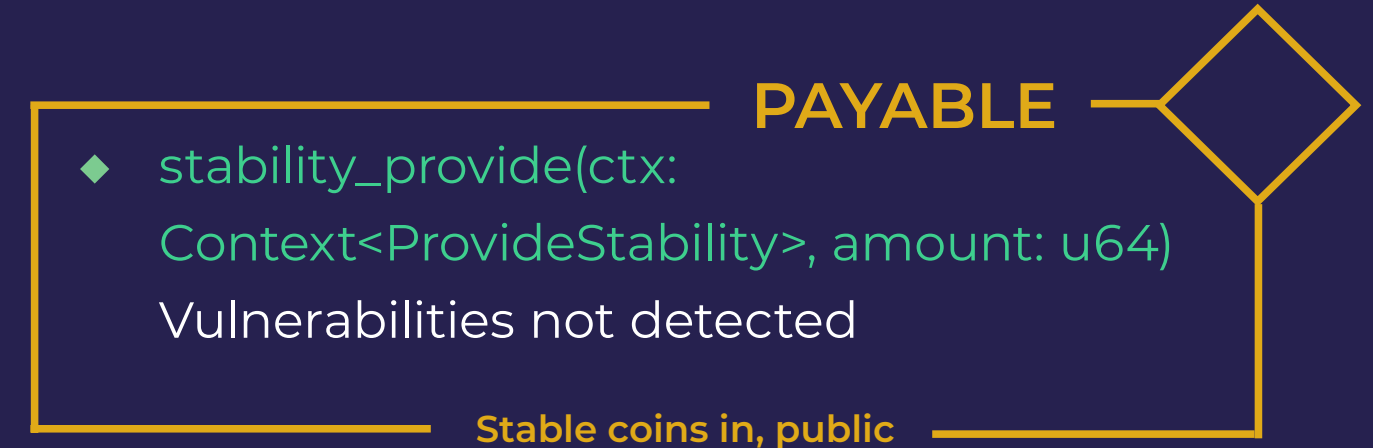 PAYABLE
stability_provide(ctx:
Context<ProvideStability>, amount: u64)
Vulnerabilities not detected
Stable coins in, public